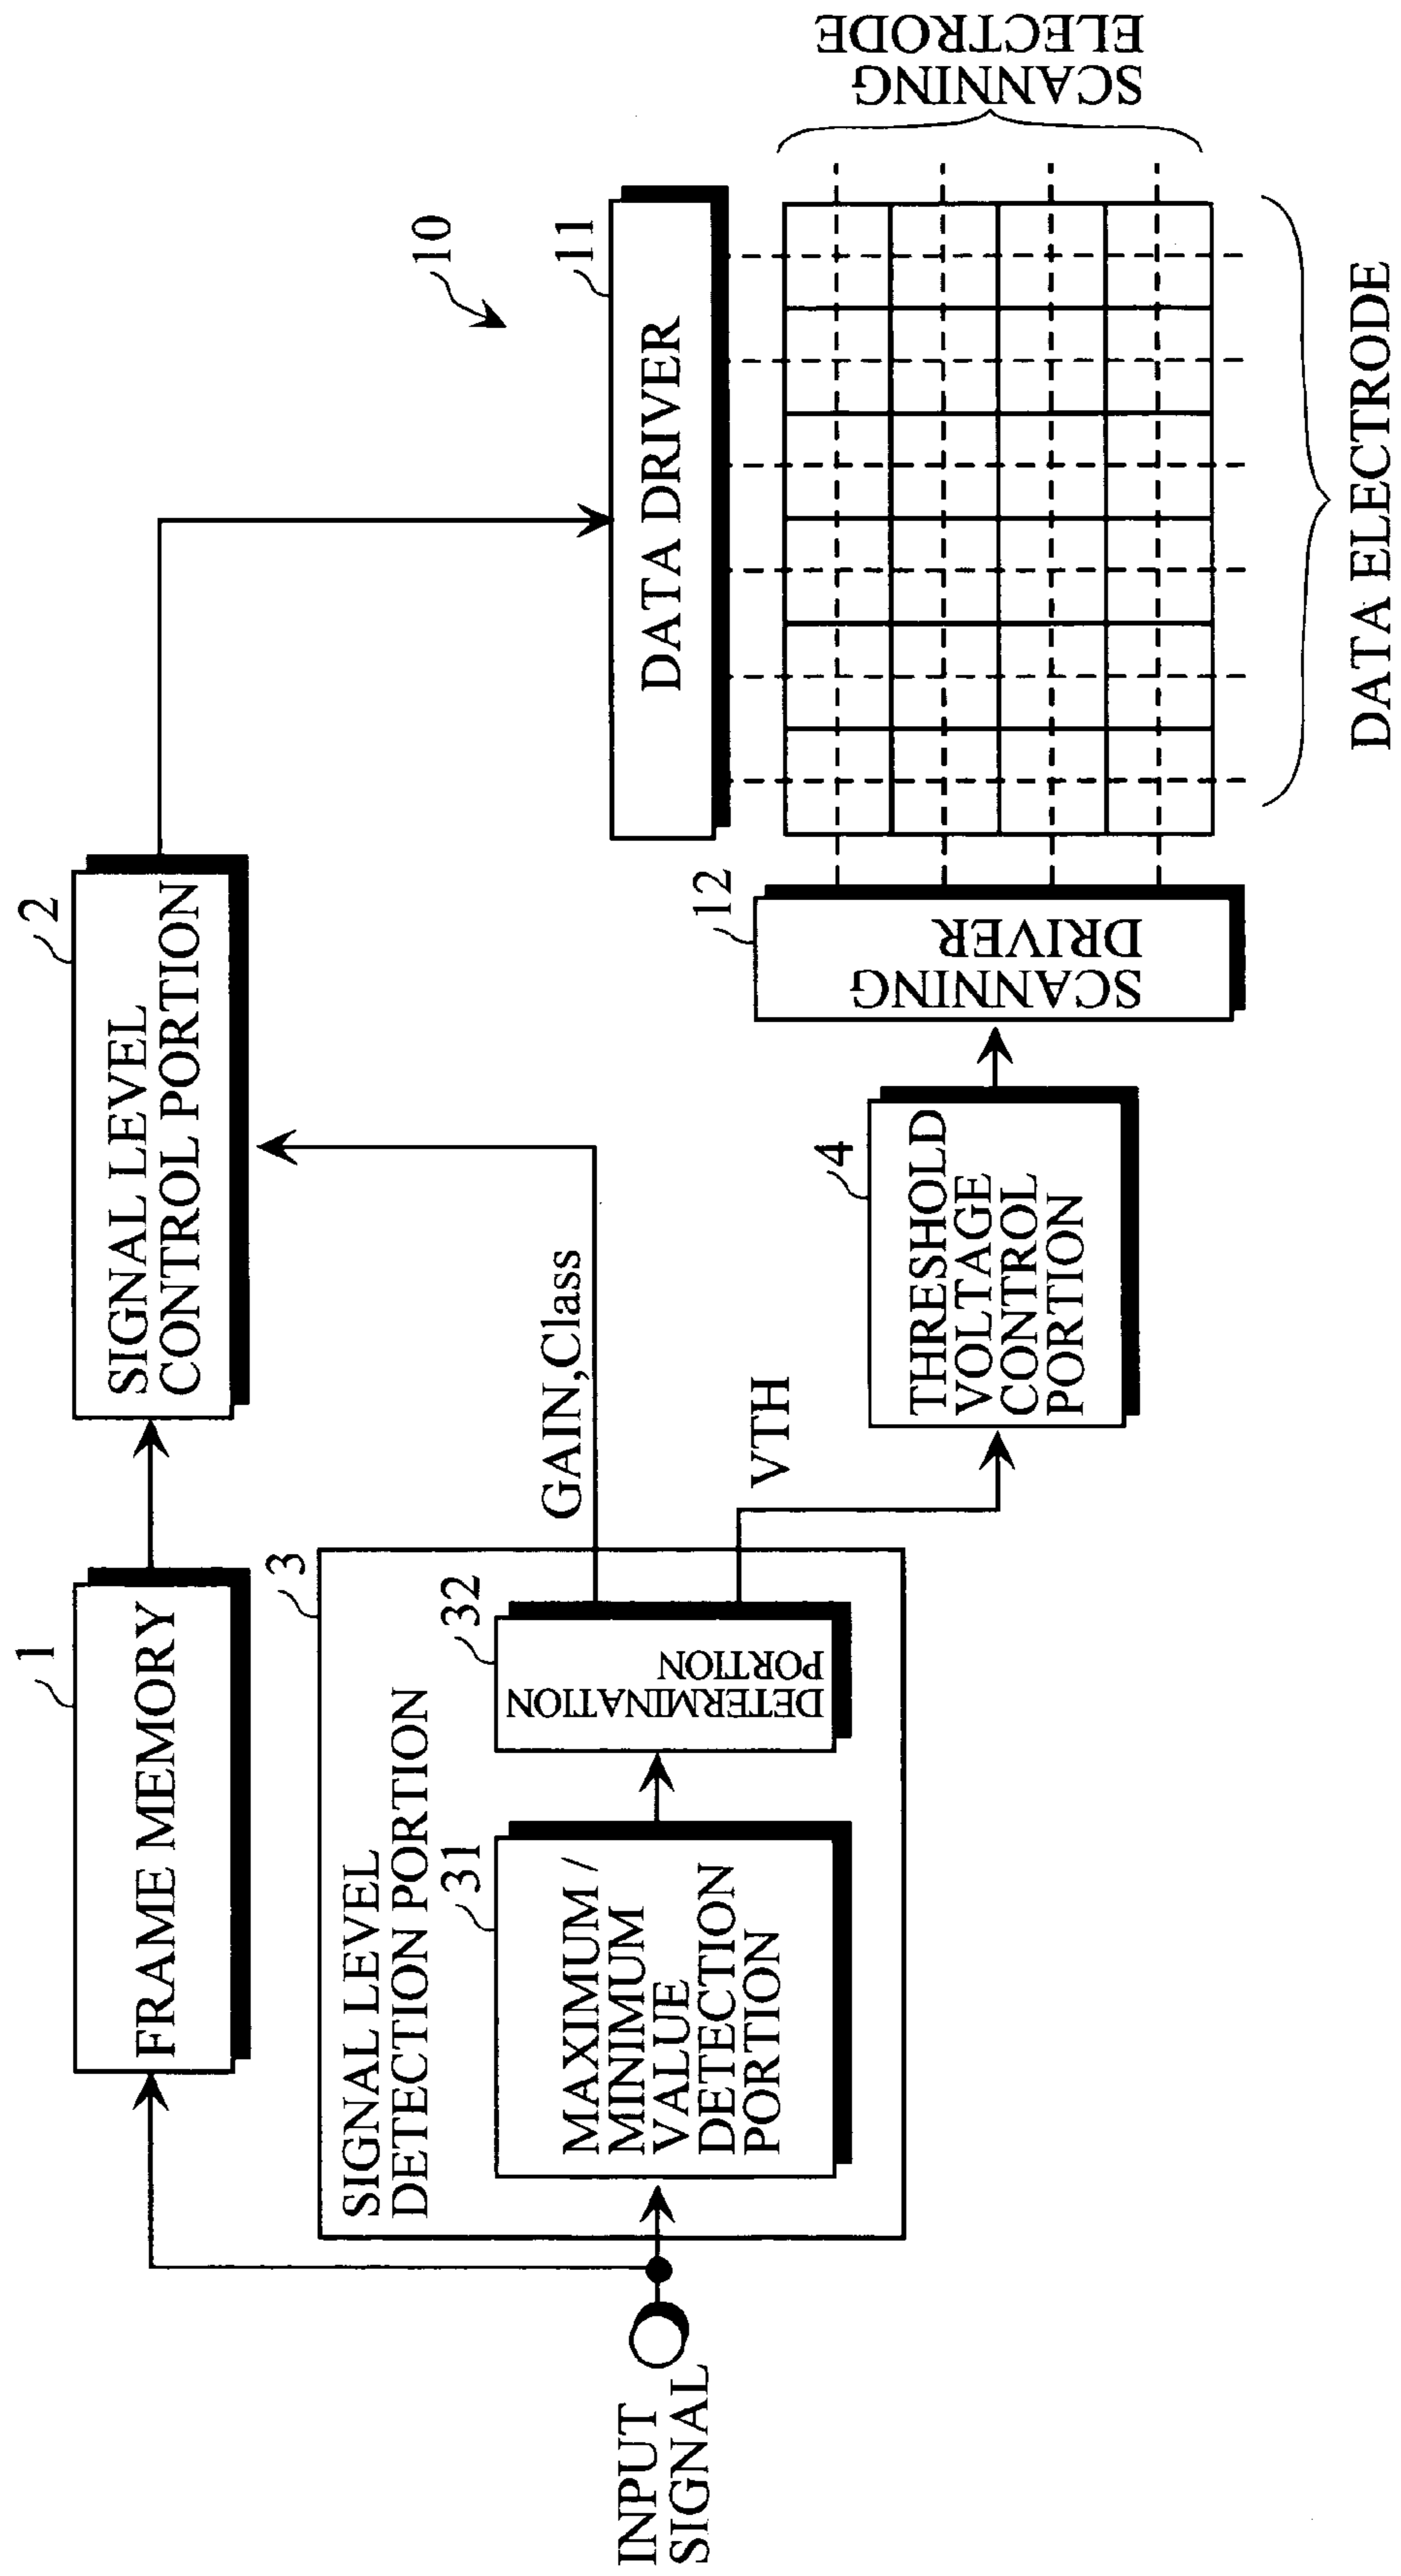 1
FRAME MEMORY
2
SIGNAL LEVEL
CONTROL PORTION
10
11
DATA DRIVER
SCANNING
ELECTRODE
DATA ELECTRODE
12
SCANNING
DRIVER
INPUT
SIGNAL
3
SIGNAL LEVEL
DETECTION PORTION
31
MAXIMUM /
MINIMUM
VALUE
DETECTION
PORTION
32
DETERMINATION
PORTION
GAIN,Class
VTH
4
THRESHOLD
VOLTAGE
CONTROL
PORTION